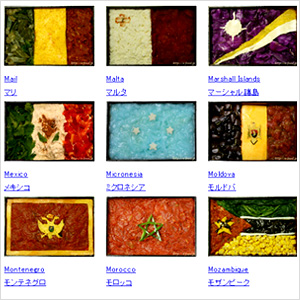 Mail
マリ
Malta
マルタ
Marshall Islands
マーシャル諸島
Mexico
メキシコ
Micronesia
ミクロネシア
Moldova
モルドバ
Montenegro
モンテネグロ
Morocco
モロッコ
Mozambique
モザンビーク